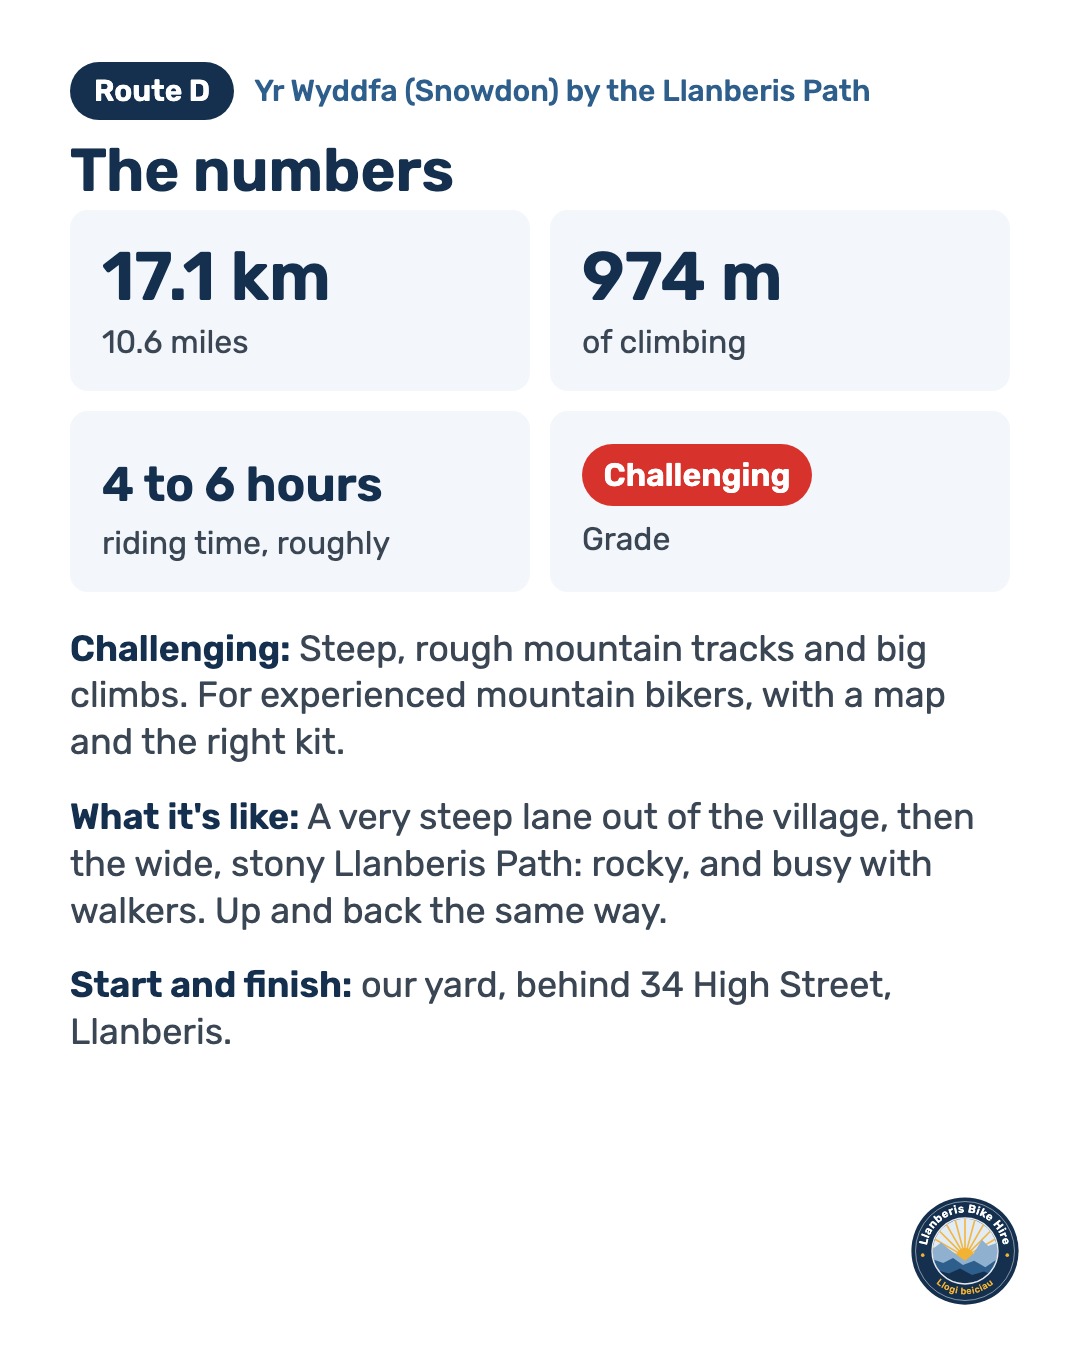 Route D
Yr Wyddfa (Snowdon) by the Llanberis Path
The numbers
17.1 km
10.6 miles
974 m
of climbing
4 to 6 hours
riding time, roughly
Challenging
Grade
Challenging: Steep, rough mountain tracks and big
climbs. For experienced mountain bikers, with a map
and the right kit.
What it's like: A very steep lane out of the village, then
the wide, stony Llanberis Path: rocky, and busy with
walkers. Up and back the same way.
Start and finish: our yard, behind 34 High Street,
Llanberis.
Llanberis Bike Hire
Llogi beiciau